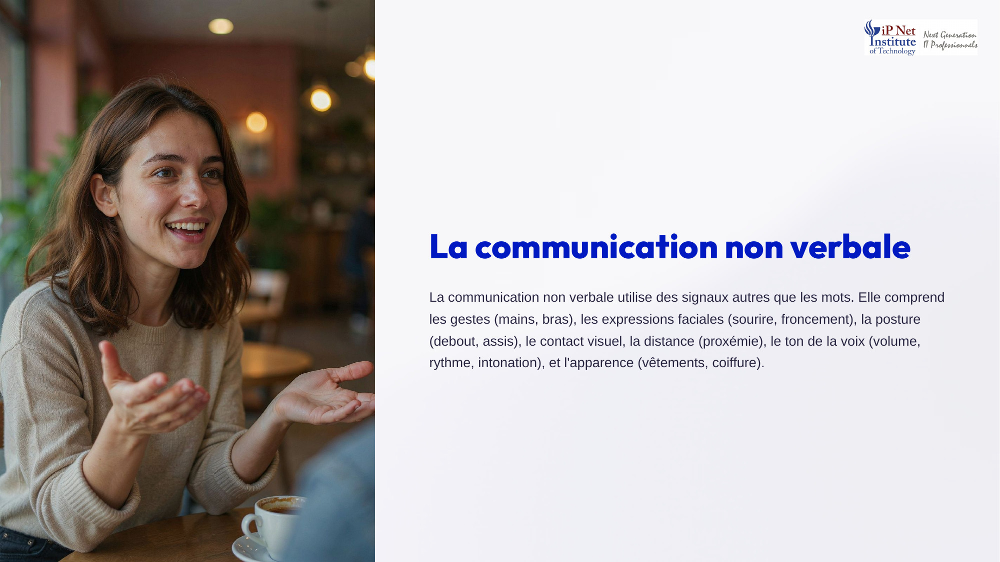 iP Net
Institute
of Technology
Next Generation
IT Professionnels
La communication non verbale
La communication non verbale utilise des signaux autres que les mots. Elle comprend
les gestes (mains, bras), les expressions faciales (sourire, froncement), la posture
(debout, assis), le contact visuel, la distance (proxémie), le ton de la voix (volume,
rythme, intonation), et l'apparence (vêtements, coiffure).